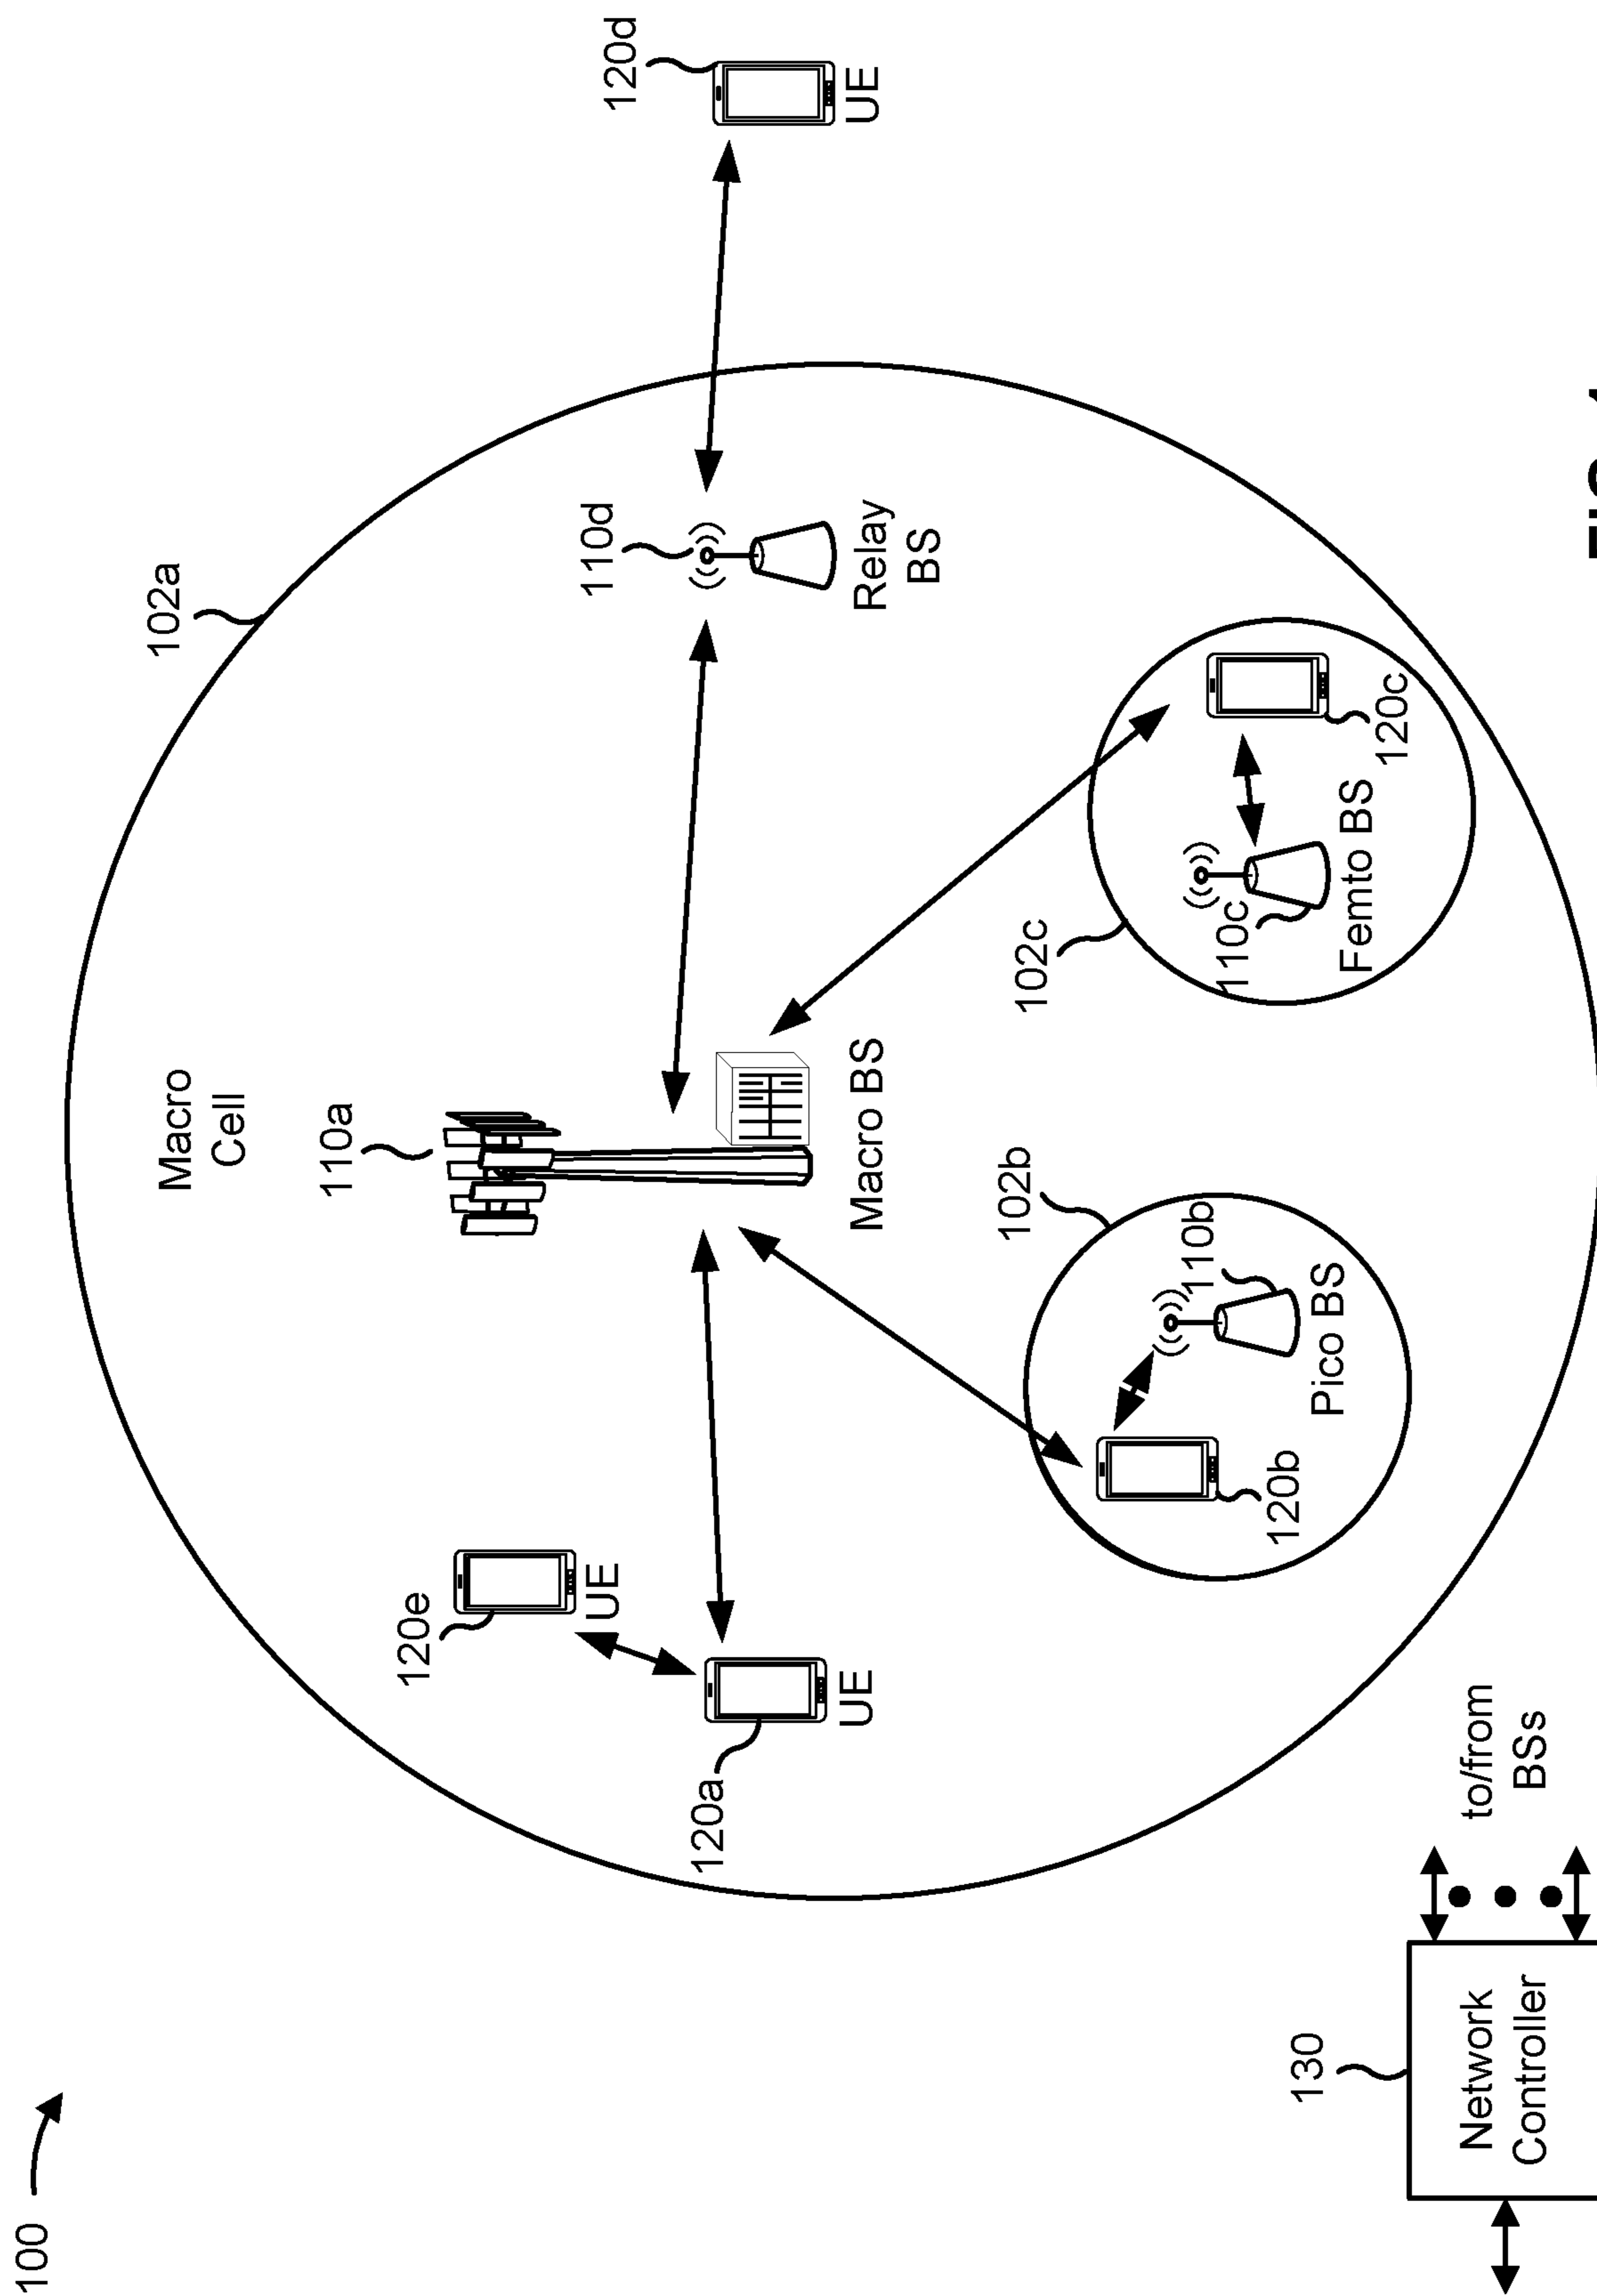 100
102a
Macro
Cell
110a
120d
UE
120e
UE
110d
Relay
BS
120a
UE
Macro BS
102b
110b
Pico BS
120b
102c
110c
Femto BS
120c
130
Network
Controller
to/from
BSs